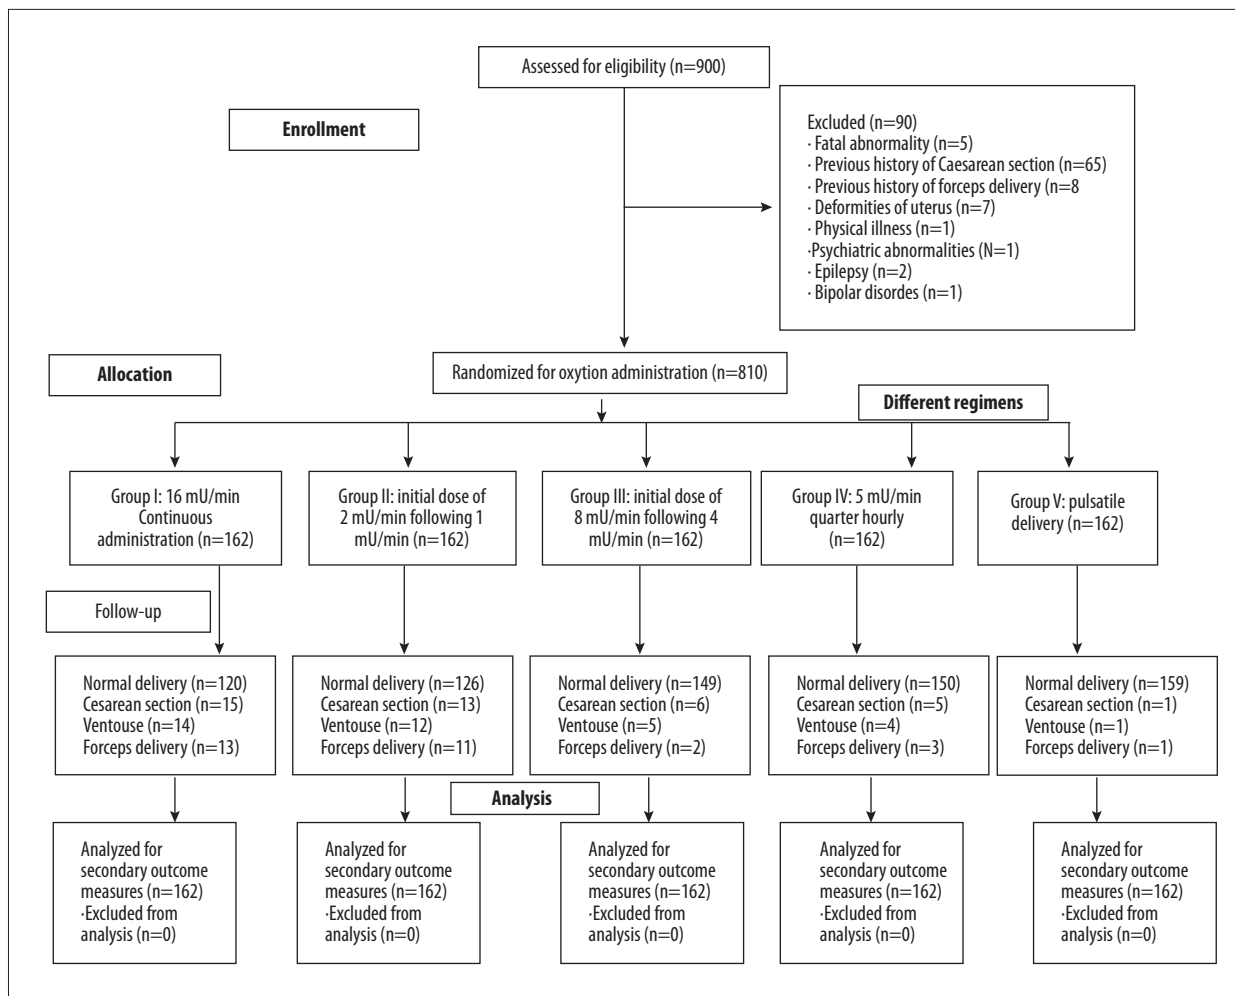 Assessed for eligibility (n=900)
Enrollment
Excluded (n=90)
· Fatal abnormality (n=5)
· Previous history of Caesarean section (n=65)
· Previous history of forceps delivery (n=8
· Deformities of uterus (n=7)
· Physical illness (n=1)
·Psychiatric abnormalities (N=1)
· Epilepsy (n=2)
· Bipolar disordes (n=1)
Allocation
Randomized for oxytion administration (n=810)
Different regimens
Group I: 16 mU/min
Continuous
administration (n=162)
Group II: initial dose of
2 mU/min following 1
mU/min (n=162)
Group III: initial dose of
8 mU/min following 4
mU/min (n=162)
Group IV: 5 mU/min
quarter hourly
(n=162)
Group V: pulsatile
delivery (n=162)
Follow-up
Normal delivery (n=120)
Cesarean section (n=15)
Ventouse (n=14)
Forceps delivery (n=13)
Normal delivery (n=126)
Cesarean section (n=13)
Ventouse (n=12)
Forceps delivery (n=11)
Normal delivery (n=149)
Cesarean section (n=6)
Ventouse (n=5)
Forceps delivery (n=2)
Normal delivery (n=150)
Cesarean section (n=5)
Ventouse (n=4)
Forceps delivery (n=3)
Normal delivery (n=159)
Cesarean section (n=1)
Ventouse (n=1)
Forceps delivery (n=1)
Analysis
Analyzed for
secondary outcome
measures (n=162)
·Excluded from
analysis (n=0)
Analyzed for
secondary outcome
measures (n=162)
·Excluded from
analysis (n=0)
Analyzed for
secondary outcome
measures (n=162)
·Excluded from
analysis (n=0)
Analyzed for
secondary outcome
measures (n=162)
·Excluded from
analysis (n=0)
Analyzed for
secondary outcome
measures (n=162)
·Excluded from
analysis (n=0)